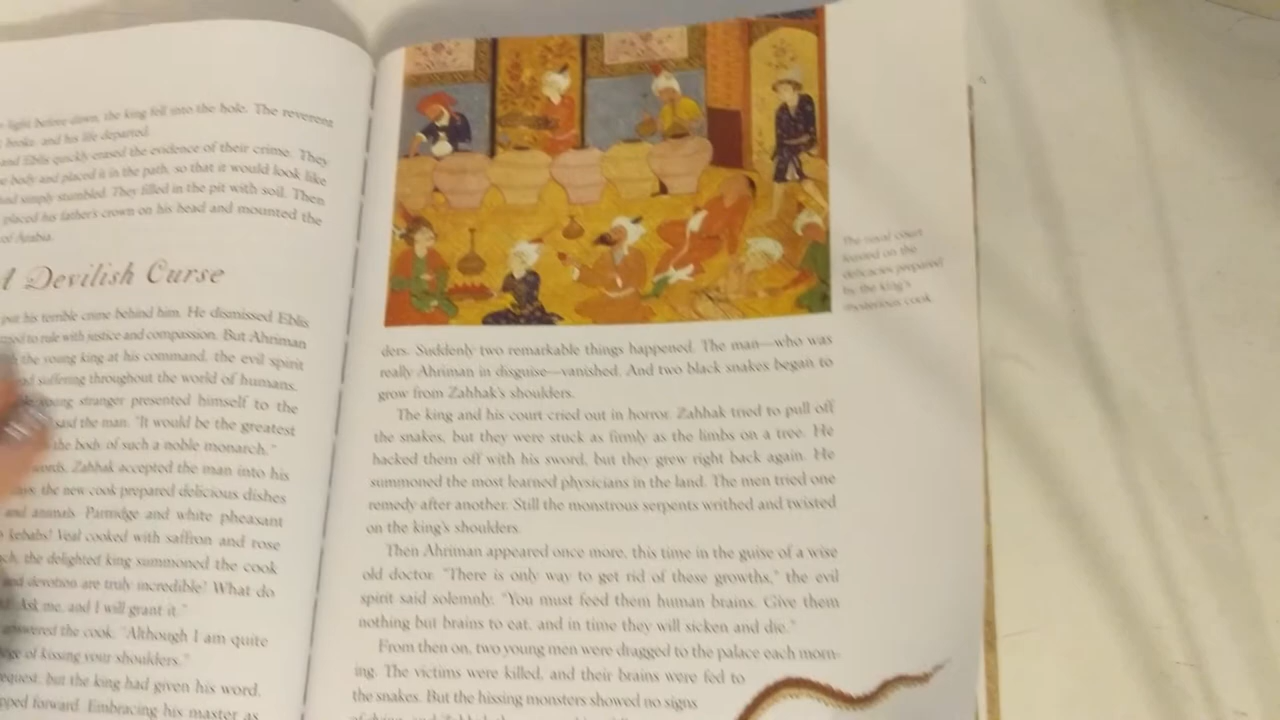 light before dawn, the king fell into the hole. The reverent
broke, and his life departed.
and Eblis quickly erased the evidence of their crime. They
body and placed it in the path, so that it would look like
had simply stumbled. They filled in the pit with soil. Then
placed his father's crown on his head and mounted the
of Arabia.
A Devilish Curse
put his terrible crime behind him. He dismissed Eblis
to rule with justice and compassion. But Ahriman
the young king at his command, the evil spirit
suffering throughout the world of humans.
young stranger presented himself to the
said the man. "It would be the greatest
the body of such a noble monarch."
words, Zahhak accepted the man into his
the new cook prepared delicious dishes
and animals. Partridge and white pheasant
kebabs! Veal cooked with saffron and rose
the delighted king summoned the cook
and devotion are truly incredible! What do
Ask me, and I will grant it."
answered the cook. "Although I am quite
of kissing your shoulders."
request, but the king had given his word.
forward. Embracing his master as
The royal court
feasted on the
delicacies prepared
by the king's
mysterious cook.
ders. Suddenly two remarkable things happened. The man—who was
really Ahriman in disguise—vanished. And two black snakes began to
grow from Zahhak's shoulders.
The king and his court cried out in horror. Zahhak tried to pull off
the snakes, but they were stuck as firmly as the limbs on a tree. He
hacked them off with his sword, but they grew right back again. He
summoned the most learned physicians in the land. The men tried one
remedy after another. Still the monstrous serpents writhed and twisted
on the king's shoulders.
Then Ahriman appeared once more, this time in the guise of a wise
old doctor. "There is only way to get rid of these growths," the evil
spirit said solemnly. "You must feed them human brains. Give them
nothing but brains to eat, and in time they will sicken and die."
From then on, two young men were dragged to the palace each morn-
ing. The victims were killed, and their brains were fed to
the snakes. But the hissing monsters showed no signs